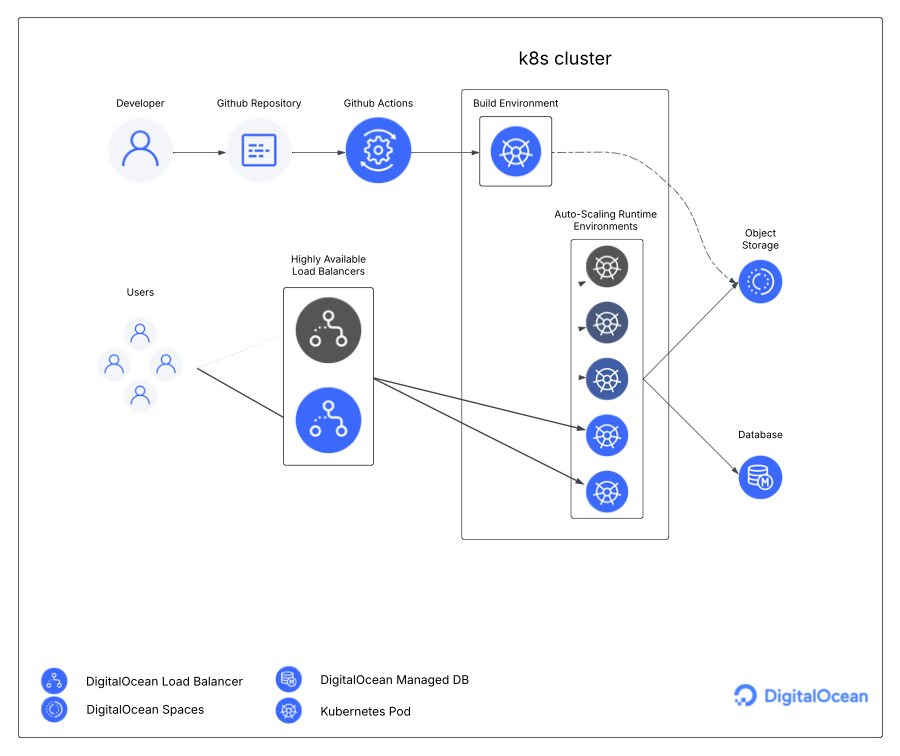 k8s cluster
Developer
Github Repository
Github Actions
Build Environment
Auto-Scaling Runtime
Environments
Object
Storage
Highly Available
Load Balancers
Users
Database
M
DigitalOcean Load Balancer
M
DigitalOcean Managed DB
DigitalOcean Spaces
Kubernetes Pod
DigitalOcean